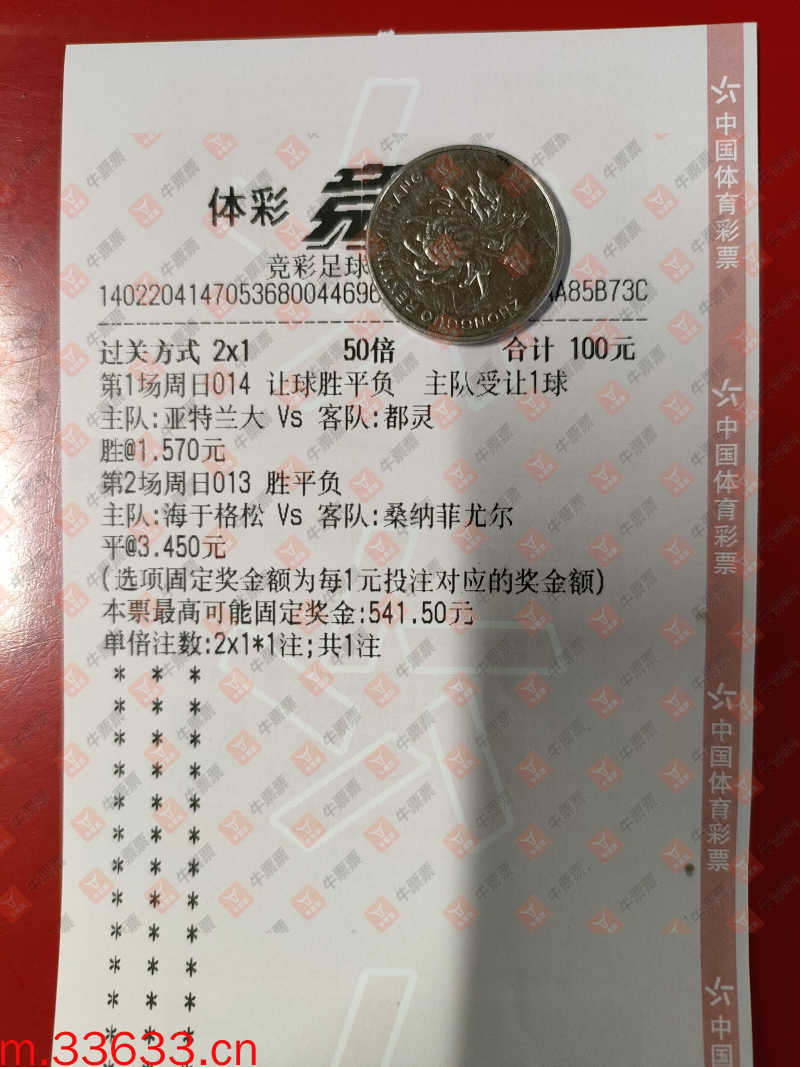 体彩 竞
竞彩足球
1402204147053680044696 A85B73C
过关方式 2x1 50倍 合计 100元
第1场周日014 让球胜平负 主队受让1球
主队:亚特兰大 Vs 客队:都灵
胜@1.570元
第2场周日013 胜平负
主队:海于格松 Vs 客队:桑纳菲尤尔
平@3.450元
(选项固定奖金额为每1元投注对应的奖金额)
本票最高可能固定奖金:541.50元
单倍注数:2x1*1注;共1注
中国体育彩票
中国体育彩票
中国体育彩票
中国
牛票票
m.33633.cn